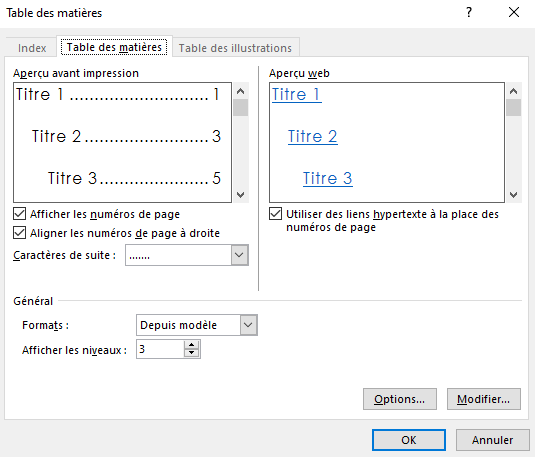 Table des matières
?
Index
Table des matières
Table des illustrations
Aperçu avant impression
Titre 1 ........................... 1
Titre 2 ........................ 3
Titre 3 ..................... 5
Aperçu web
Titre 1
Titre 2
Titre 3
Afficher les numéros de page
Aligner les numéros de page à droite
Caractères de suite : .......
Utiliser des liens hypertexte à la place des
numéros de page
Général
Formats : Depuis modèle
Afficher les niveaux : 3
Options...
Modifier...
OK
Annuler